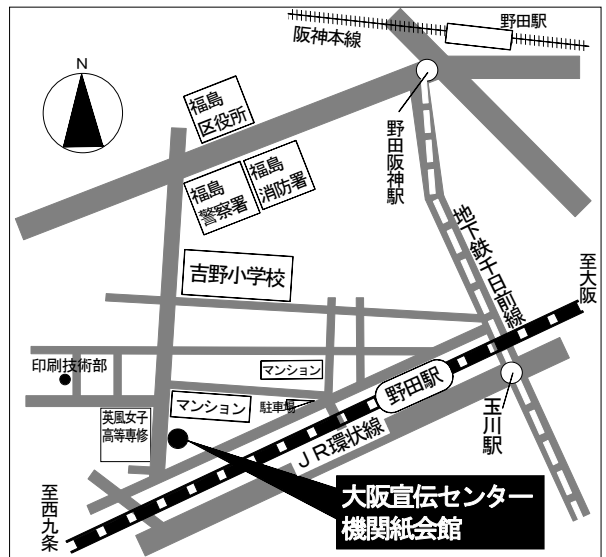 野田駅
阪神本線
N
福島
区役所
福島
消防署
福島
警察署
野田阪神駅
地下鉄千日前線
至大阪
吉野小学校
印刷技術部
マンション
マンション
駐車場
野田駅
玉川駅
英風女子
高等専修
JR環状線
至西九条
大阪宣伝センター
機関紙会館